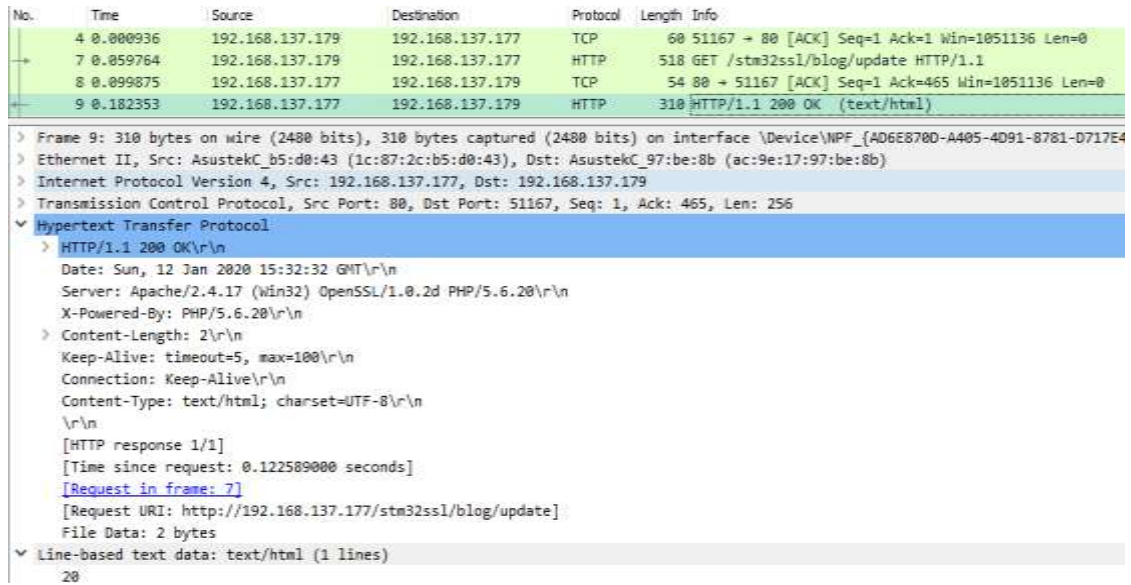 No. Time Source Destination Protocol Length Info
4 0.000936 192.168.137.179 192.168.137.177 TCP 60 51167 → 80 [ACK] Seq=1 Ack=1 Win=1051136 Len=0
7 0.059764 192.168.137.179 192.168.137.177 HTTP 518 GET /stm32ssl/blog/update HTTP/1.1
8 0.099875 192.168.137.177 192.168.137.179 TCP 54 80 → 51167 [ACK] Seq=1 Ack=465 Win=1051136 Len=0
9 0.182353 192.168.137.177 192.168.137.179 HTTP 310 HTTP/1.1 200 OK (text/html)
> Frame 9: 310 bytes on wire (2480 bits), 310 bytes captured (2480 bits) on interface \Device\NPF_{AD6E870D-A405-4D91-8781-D717E4
> Ethernet II, Src: AsustekC_b5:d0:43 (1c:87:2c:b5:d0:43), Dst: AsustekC_97:be:8b (ac:9e:17:97:be:8b)
> Internet Protocol Version 4, Src: 192.168.137.177, Dst: 192.168.137.179
> Transmission Control Protocol, Src Port: 80, Dst Port: 51167, Seq: 1, Ack: 465, Len: 256
Hypertext Transfer Protocol
> HTTP/1.1 200 OK\r\n
Date: Sun, 12 Jan 2020 15:32:32 GMT\r\n
Server: Apache/2.4.17 (Win32) OpenSSL/1.0.2d PHP/5.6.20\r\n
X-Powered-By: PHP/5.6.20\r\n
> Content-Length: 2\r\n
Keep-Alive: timeout=5, max=100\r\n
Connection: Keep-Alive\r\n
Content-Type: text/html; charset=UTF-8\r\n
\r\n
[HTTP response 1/1]
[Time since request: 0.122589000 seconds]
[Request in frame: 7]
[Request URI: http://192.168.137.177/stm32ssl/blog/update]
File Data: 2 bytes
Line-based text data: text/html (1 lines)
20